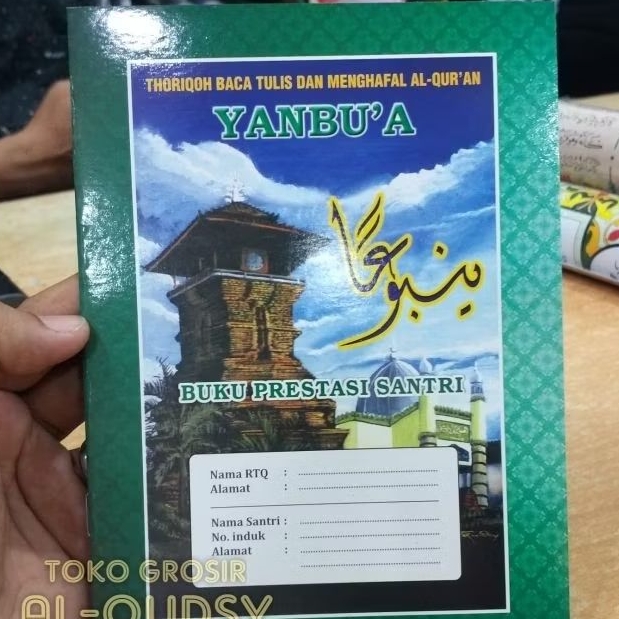 THORIQOH BACA TULIS DAN MENGHAFAL AL-QUR'AN
YANBU'A
ينبوعا
BUKU PRESTASI SANTRI
Nama RTQ :
Alamat :
Nama Santri :
No. induk :
Alamat :
TOKO GROSIR
AL-QUDSY